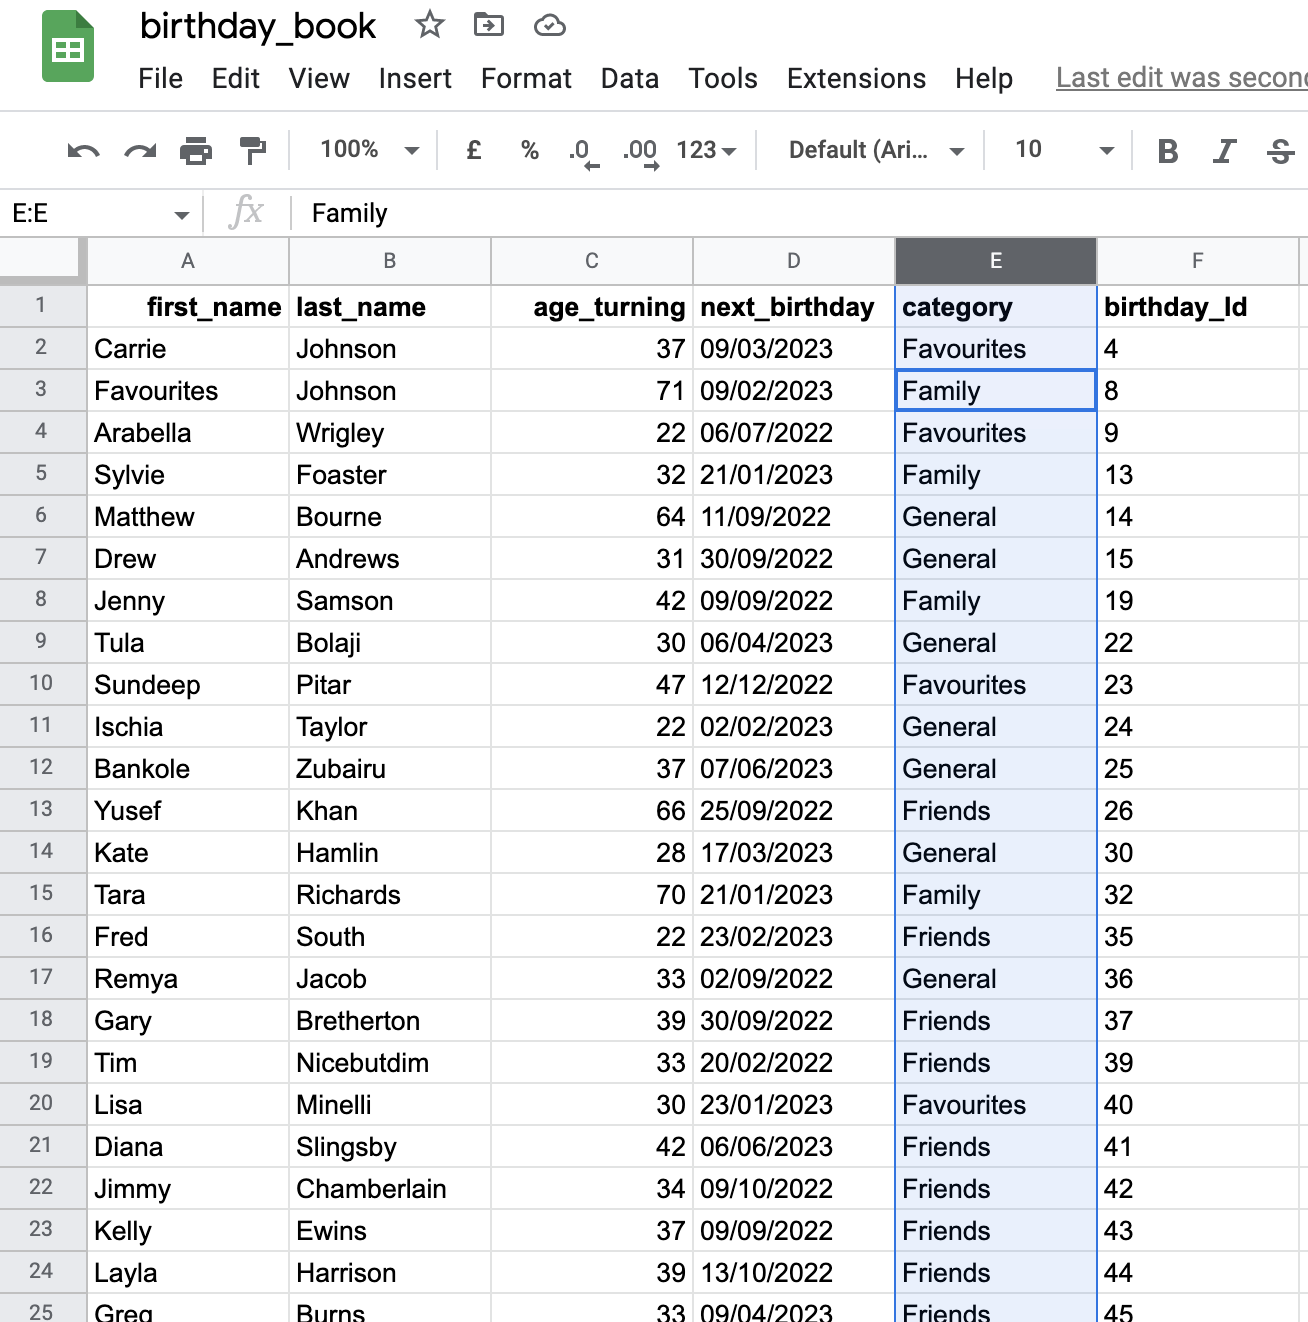 birthday_book
File Edit View Insert Format Data Tools Extensions Help Last edit was secon
100% £ % .0 .00 123 Default (Ari... 10 B I S
E:E fx Family
A B C D E F
1 first_name last_name age_turning next_birthday category birthday_Id
2 Carrie Johnson 37 09/03/2023 Favourites 4
3 Favourites Johnson 71 09/02/2023 Family 8
4 Arabella Wrigley 22 06/07/2022 Favourites 9
5 Sylvie Foaster 32 21/01/2023 Family 13
6 Matthew Bourne 64 11/09/2022 General 14
7 Drew Andrews 31 30/09/2022 General 15
8 Jenny Samson 42 09/09/2022 Family 19
9 Tula Bolaji 30 06/04/2023 General 22
10 Sundeep Pitar 47 12/12/2022 Favourites 23
11 Ischia Taylor 22 02/02/2023 General 24
12 Bankole Zubairu 37 07/06/2023 General 25
13 Yusef Khan 66 25/09/2022 Friends 26
14 Kate Hamlin 28 17/03/2023 General 30
15 Tara Richards 70 21/01/2023 Family 32
16 Fred South 22 23/02/2023 Friends 35
17 Remya Jacob 33 02/09/2022 General 36
18 Gary Bretherton 39 30/09/2022 Friends 37
19 Tim Nicebutdim 33 20/02/2022 Friends 39
20 Lisa Minelli 30 23/01/2023 Favourites 40
21 Diana Slingsby 42 06/06/2023 Friends 41
22 Jimmy Chamberlain 34 09/10/2022 Friends 42
23 Kelly Ewins 37 09/09/2022 Friends 43
24 Layla Harrison 39 13/10/2022 Friends 44
25 Greg Burns 33 09/04/2023 Friends 45